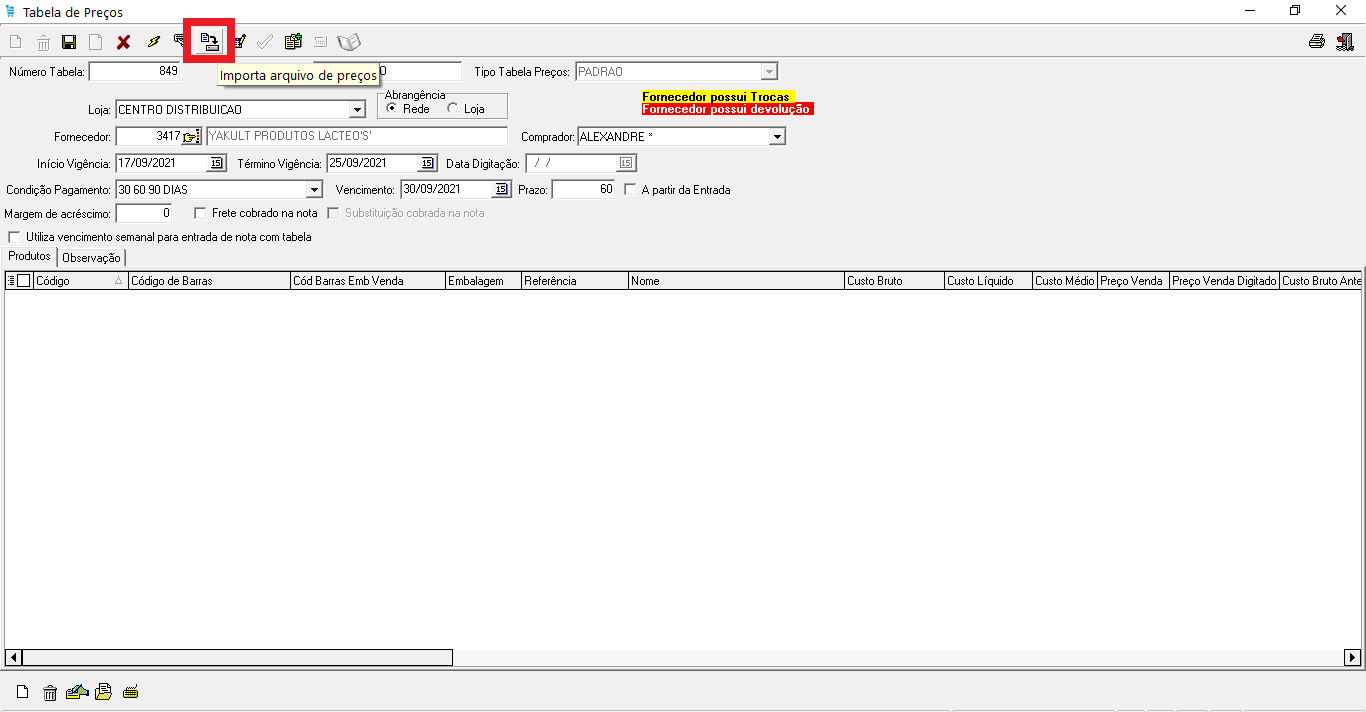 Tabela de Preços
Número Tabela: 849 0 Tipo Tabela Preços: PADRAO
Importa arquivo de preços
Loja: CENTRO DISTRIBUICAO Abrangência Rede Loja
Fornecedor possui Trocas
Fornecedor possui devolução
Fornecedor: 3417 YAKULT PRODUTOS LACTEO'S' Comprador: ALEXANDRE *
Início Vigência: 17/09/2021 15 Término Vigência: 25/09/2021 15 Data Digitação: / / 15
Condição Pagamento: 30 60 90 DIAS Vencimento: 30/09/2021 15 Prazo: 60 A partir da Entrada
Margem de acréscimo: 0 Frete cobrado na nota Substituição cobrada na nota
Utiliza vencimento semanal para entrada de nota com tabela
Produtos Observação
Código Código de Barras Cód Barras Emb Venda Embalagem Referência Nome Custo Bruto Custo Líquido Custo Médio Preço Venda Preço Venda Digitado Custo Bruto Ante